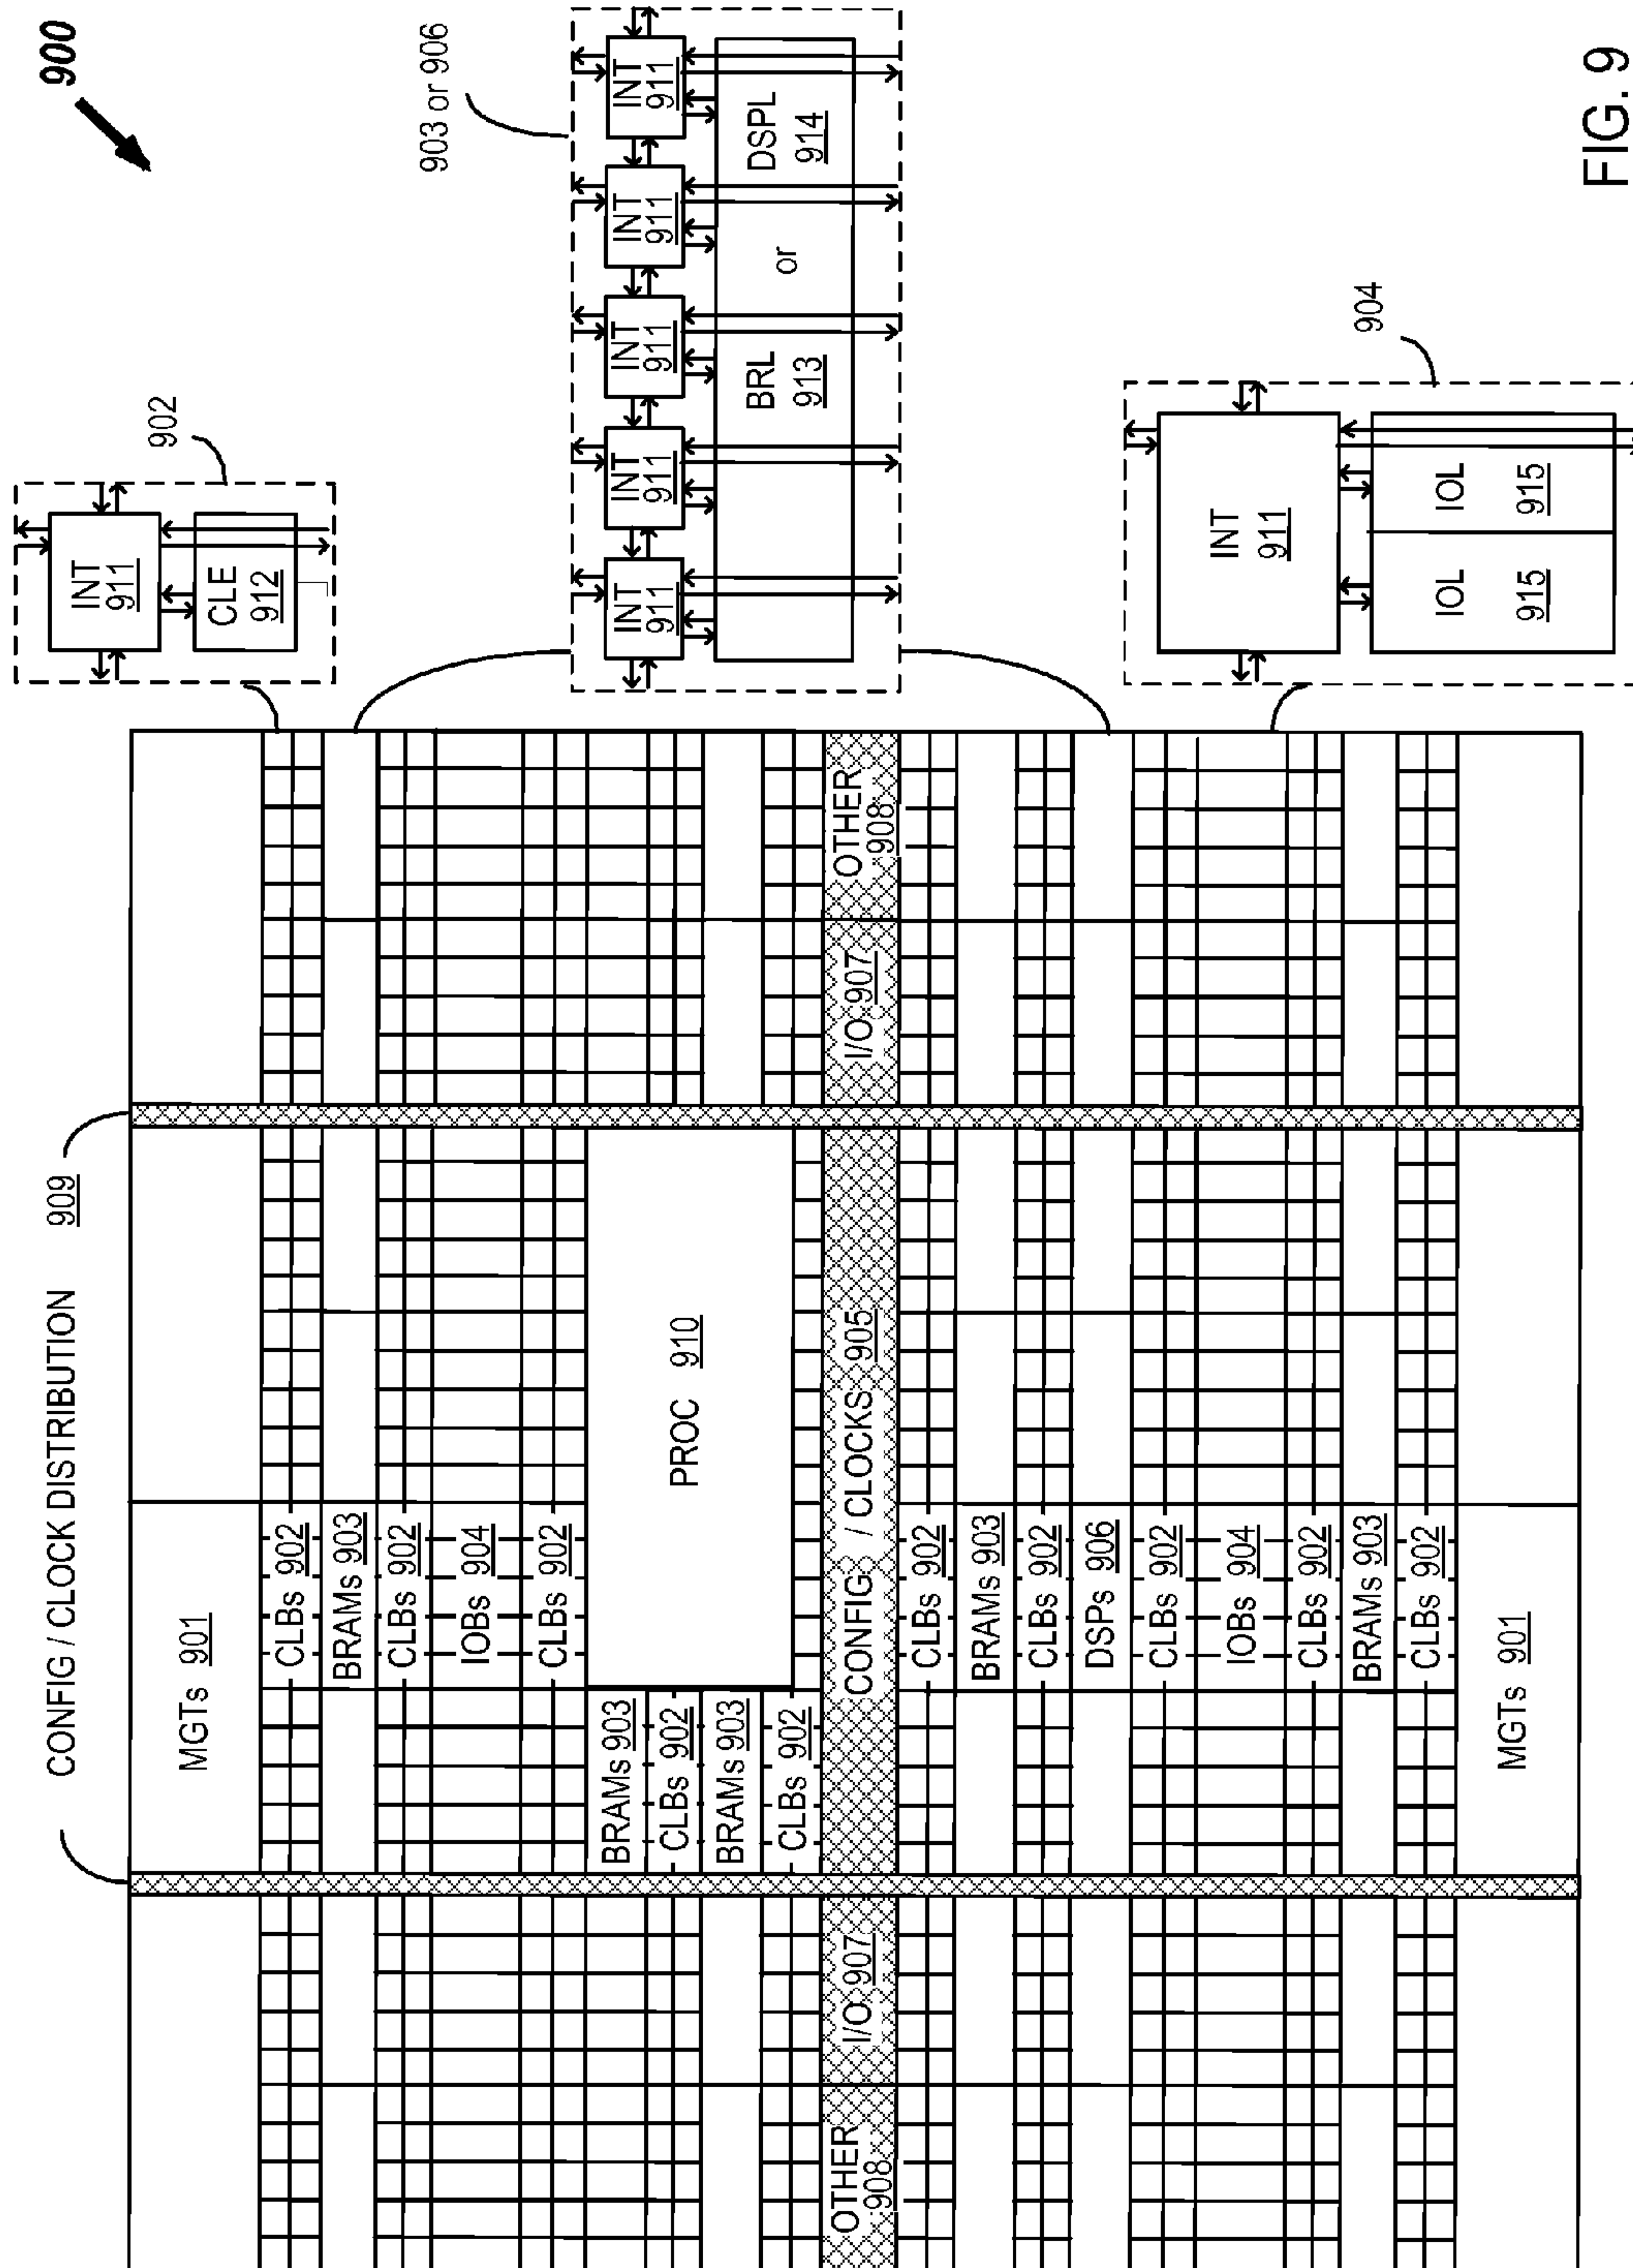 900
CONFIG / CLOCK DISTRIBUTION 909
MGTs 901
CLBs 902
BRAMs 903
CLBs 902
IOBs 904
CLBs 902
BRAMs 903
CLBs 902
BRAMs 903
CLBs 902
PROC 910
OTHER
908
I/O 907
CONFIG / CLOCKS 905
I/O 907
OTHER
908
CLBs 902
BRAMs 903
CLBs 902
DSPs 906
CLBs 902
IOBs 904
CLBs 902
BRAMs 903
CLBs 902
MGTs 901
902
INT
911
CLE
912
903 or 906
INT
911
INT
911
INT
911
INT
911
INT
911
BRL
913
or
DSPL
914
904
INT
911
IOL
915
IOL
915
FIG. 9